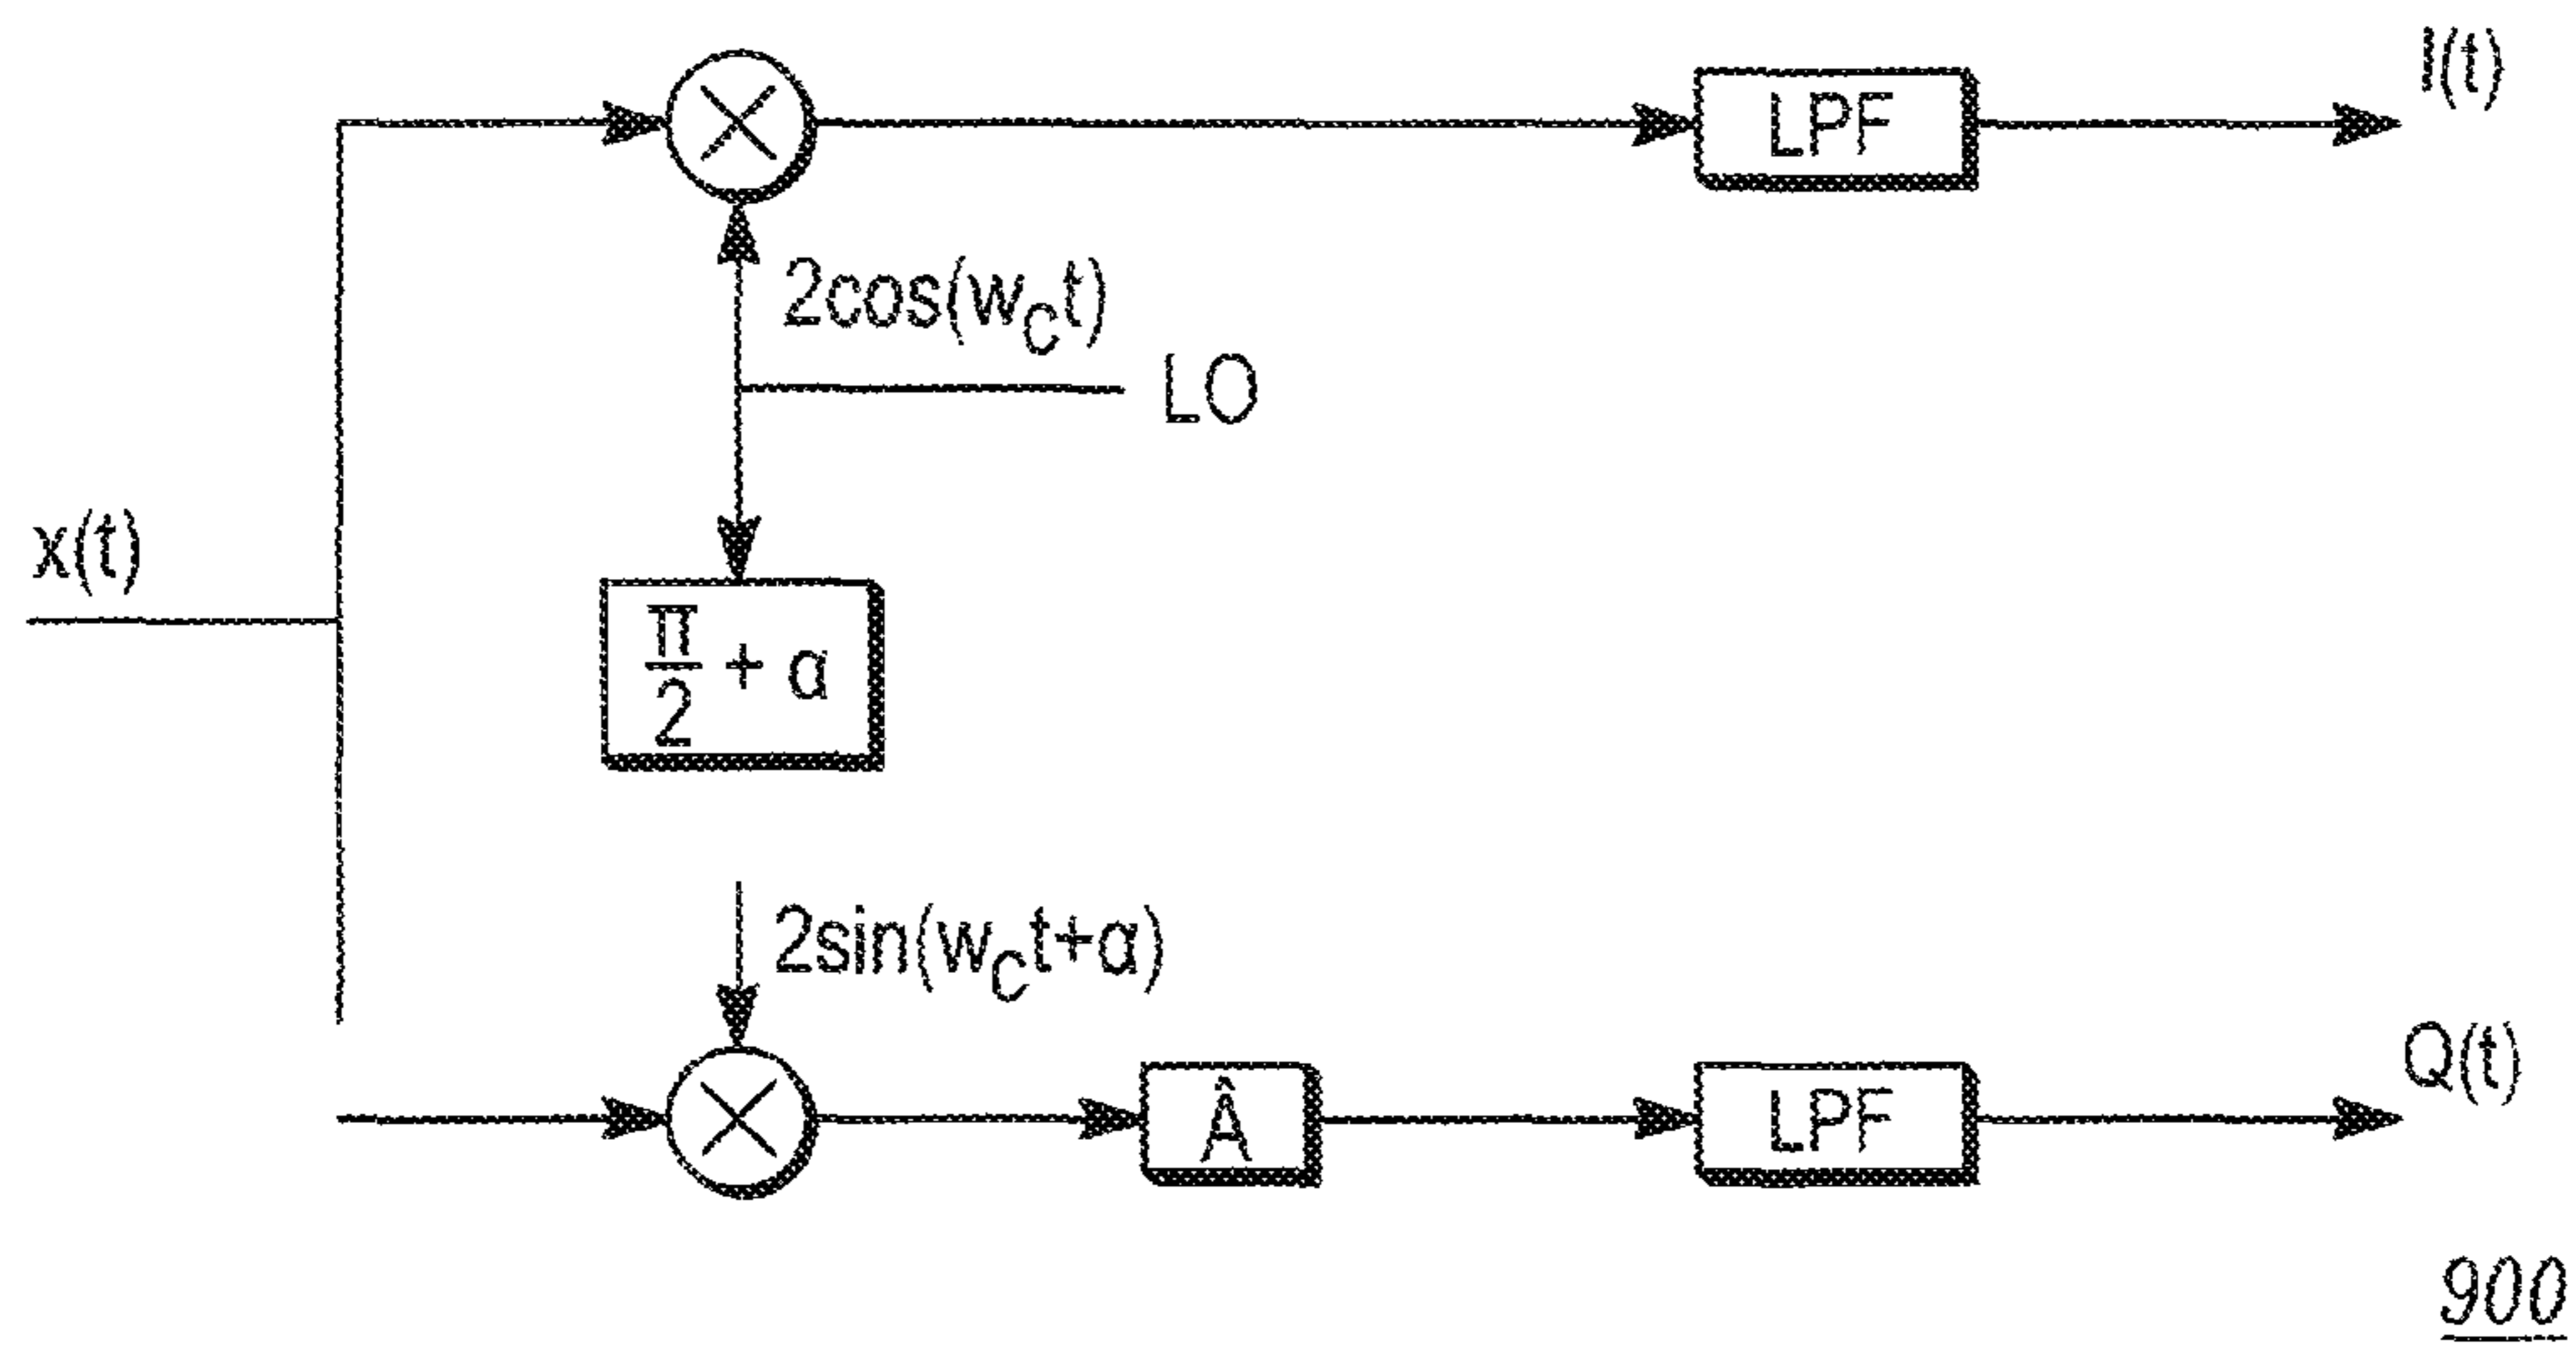 I(t)
LPF
2cos(w_c t)
LO
x(t)
π/2 + α
2sin(w_c t+α)
Q(t)
Â
LPF
900